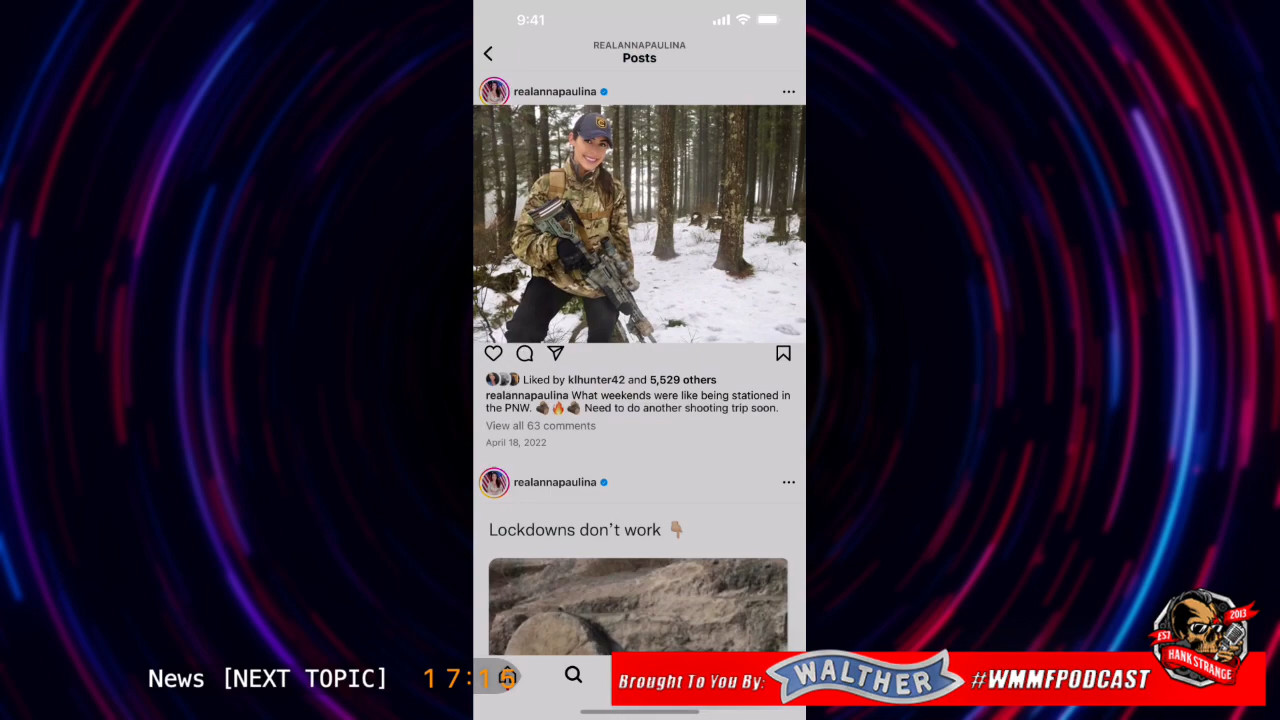 9:41
REALANNAPAULINA
Posts
realannapaulina
Liked by klhunter42 and 5,529 others
realannapaulina What weekends were like being stationed in
the PNW. 🪨🔥🪨 Need to do another shooting trip soon.
View all 63 comments
April 18, 2022
realannapaulina
Lockdowns don’t work 👇🏽
News [NEXT TOPIC]
Brought To You By:
WALTHER
#WMMFPODCAST
EST
2013
HANK STRANGE